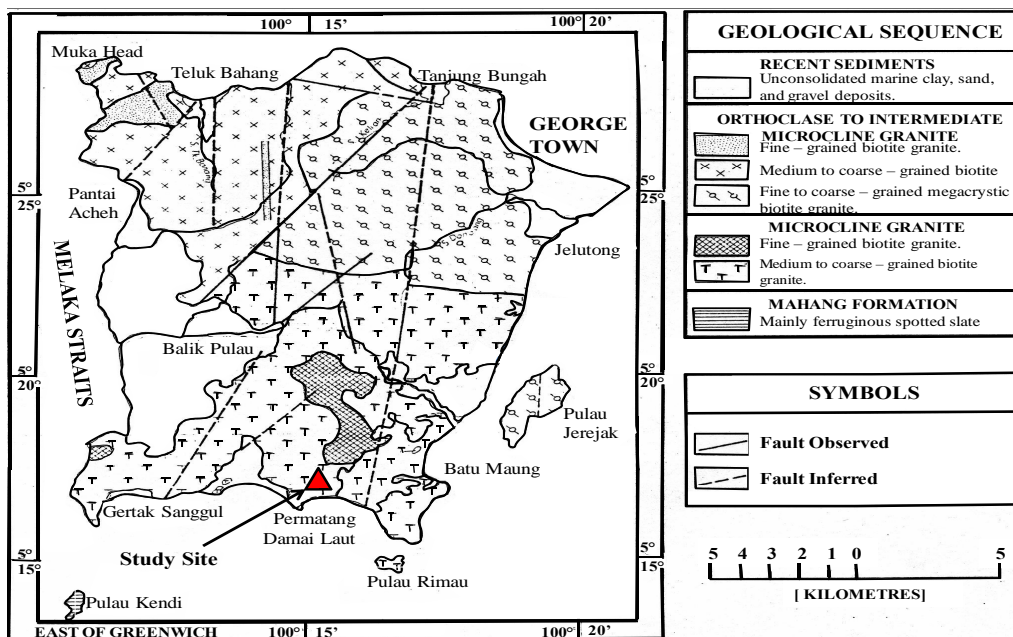 100° 15'
100° 20'
Muka Head
Teluk Bahang
Tanjung Bungah
GEORGE
TOWN
5°
25'
5°
25'
Pantai
Acheh
Jelutong
MELAKA STRAITS
Balik Pulau
20'
5°
20'
5°
Pulau
Jerejak
Batu Maung
Gertak Sanggul
Permatang
Damai Laut
Study Site
5°
15'
5°
15'
Pulau Rimau
Pulau Kendi
EAST OF GREENWICH
100° 15'
100° 20'
GEOLOGICAL SEQUENCE
RECENT SEDIMENTS
Unconsolidated marine clay, sand,
and gravel deposits.
ORTHOCLASE TO INTERMEDIATE
MICROCLINE GRANITE
Fine – grained biotite granite.
Medium to coarse – grained biotite
Fine to coarse – grained megacrystic
biotite granite.
MICROCLINE GRANITE
Fine – grained biotite granite.
Medium to coarse – grained biotite
granite.
MAHANG FORMATION
Mainly ferruginous spotted slate
SYMBOLS
Fault Observed
Fault Inferred
5 4 3 2 1 0 5
[ KILOMETRES]